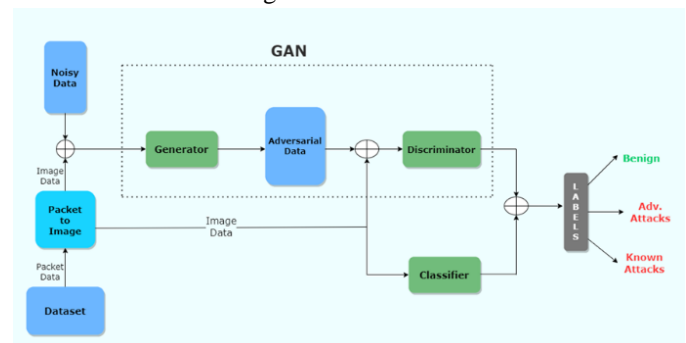 GAN
Noisy
Data
Generator
Adversarial
Data
Discriminator
Image
Data
Packet
to
Image
Image
Data
Packet
Data
Dataset
Classifier
LABELS
Benign
Adv.
Attacks
Known
Attacks